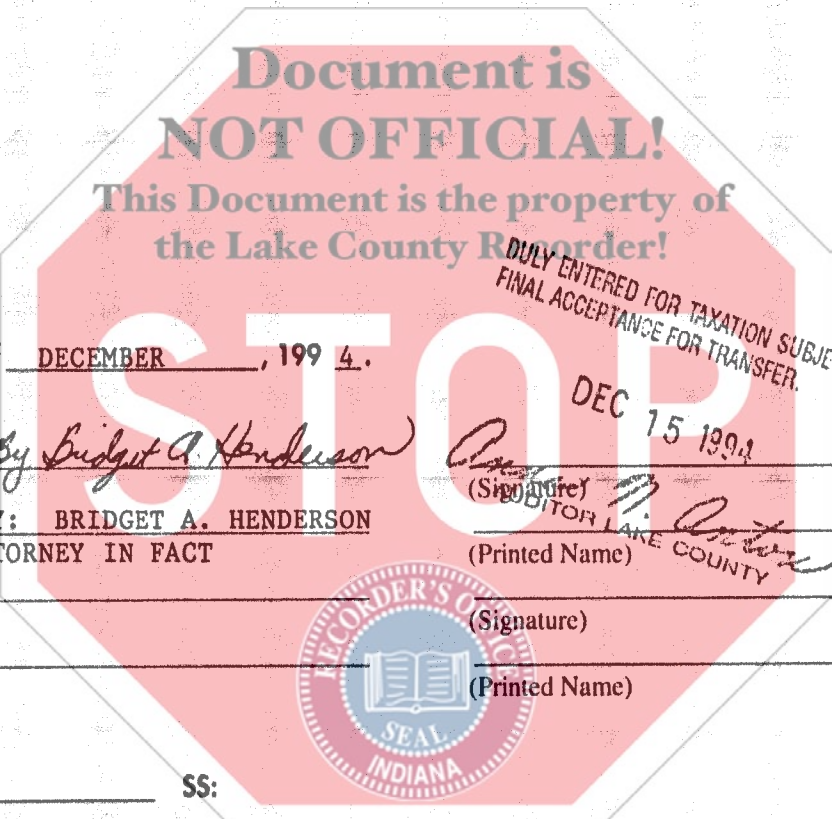 Document is
NOT OFFICIAL!
This Document is the property of
the Lake County Recorder!
DULY ENTERED FOR TAXATION SUBJE
FINAL ACCEPTANCE FOR TRANSFER.
STOP
DECEMBER, 199 4.
DEC 15 1994
By Bridget A. Henderson
(Signature)
AUDITOR LAKE COUNTY
Y: BRIDGET A. HENDERSON
TORNEY IN FACT
(Printed Name)
(Signature)
(Printed Name)
RECORDER'S OFFICE
SEAL
INDIANA
SS: